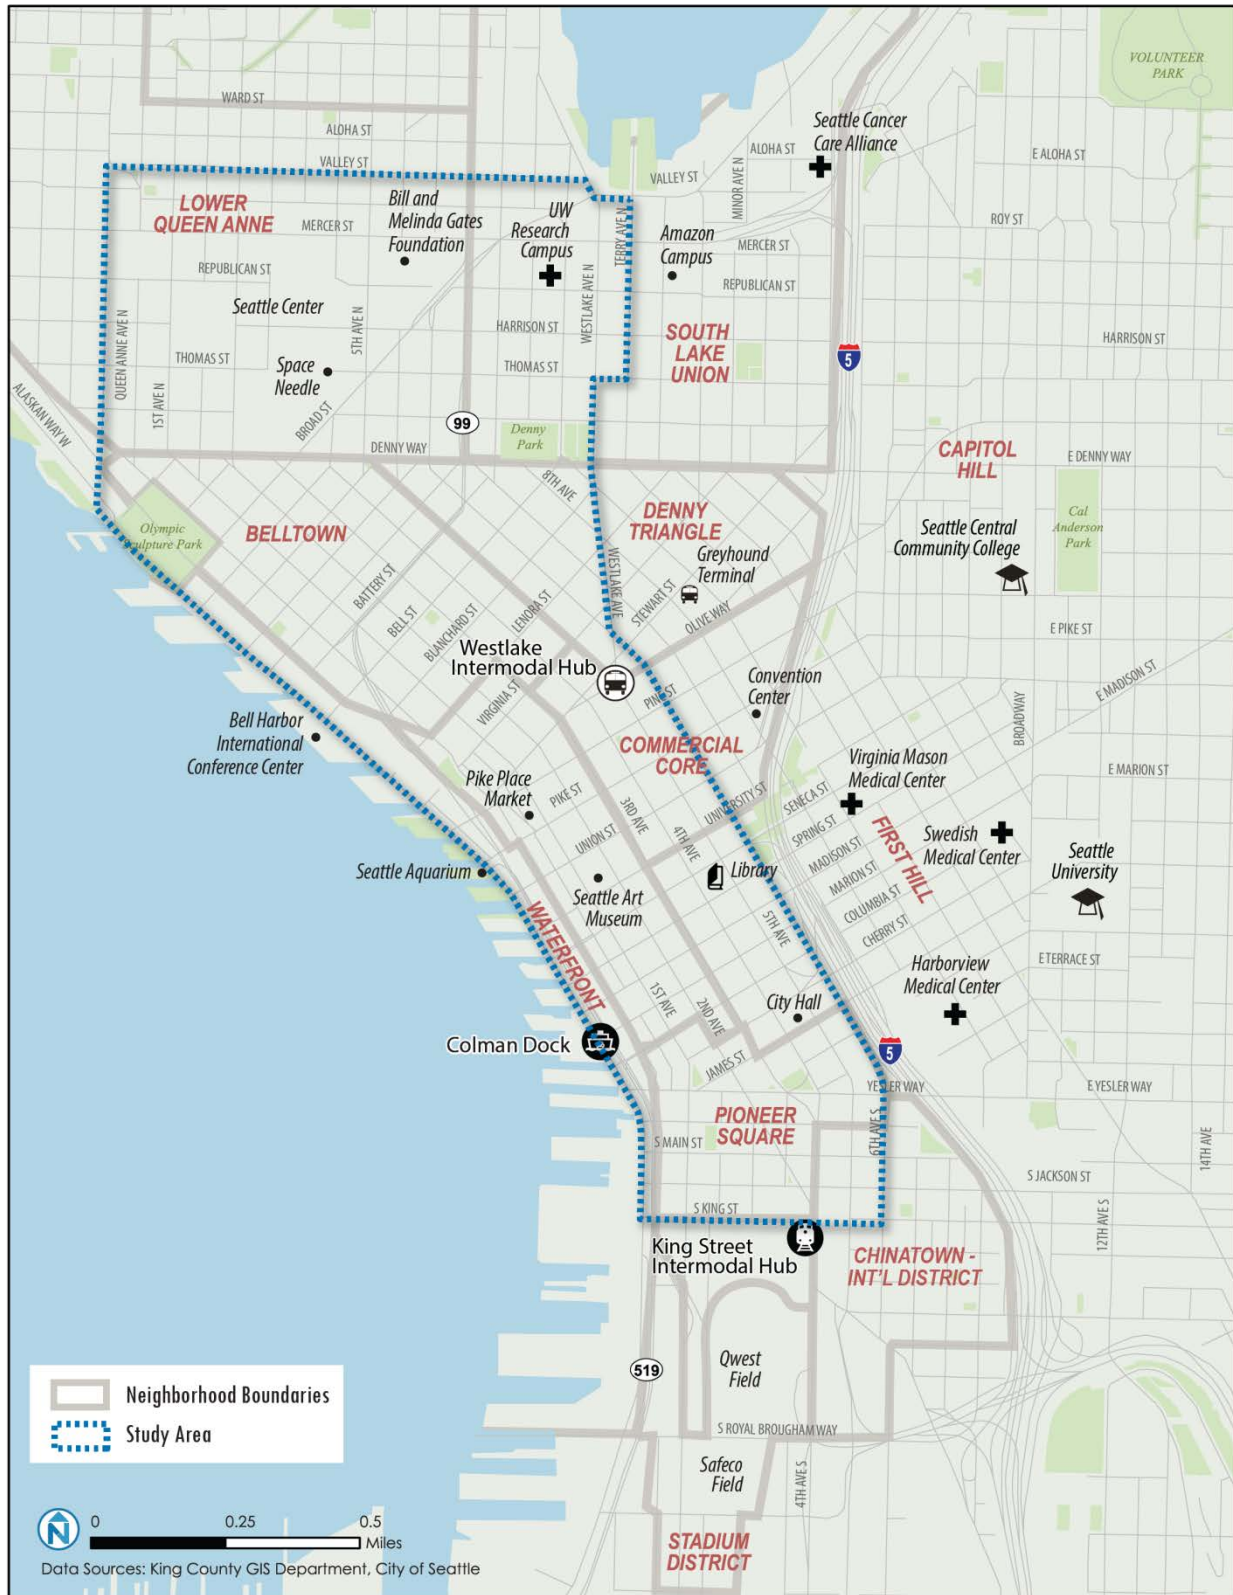 VOLUNTEER
PARK
WARD ST
ALOHA ST
VALLEY ST
Seattle Cancer
Care Alliance
ALOHA ST
E ALOHA ST
VALLEY ST
MINOR AVE N
LOWER
QUEEN ANNE
Bill and
Melinda Gates
Foundation
UW
Research
Campus
TERRY AVE N
Amazon
Campus
MERCER ST
MERCER ST
ROY ST
REPUBLICAN ST
REPUBLICAN ST
WESTLAKE AVE N
Seattle Center
5TH AVE N
HARRISON ST
HARRISON ST
SOUTH
LAKE
UNION
QUEEN ANNE AVE N
1ST AVE N
THOMAS ST
THOMAS ST
Space
Needle
5
ALASKAN WAY W
BROAD ST
99
Denny
Park
DENNY WAY
E DENNY WAY
CAPITOL
HILL
8TH AVE
BELLTOWN
DENNY
TRIANGLE
Olympic
Sculpture Park
Cal
Anderson
Park
Seattle Central
Community College
Greyhound
Terminal
WESTLAKE AVE
STEWART ST
OLIVE WAY
BATTERY ST
BELL ST
BLANCHARD ST
LENORA ST
E PIKE ST
Westlake
Intermodal Hub
VIRGINIA ST
PINE ST
Convention
Center
E MADISON ST
BROADWAY
Bell Harbor
International
Conference Center
COMMERCIAL
CORE
Virginia Mason
Medical Center
E MARION ST
Pike Place
Market
PIKE ST
3RD AVE
UNIVERSITY ST
SENECA ST
UNION ST
4TH AVE
SPRING ST
MADISON ST
MARION ST
COLUMBIA ST
CHERRY ST
FIRST HILL
Swedish
Medical Center
Seattle
University
Seattle Aquarium
Seattle Art
Museum
Library
5TH AVE
WATERFRONT
E TERRACE ST
Harborview
Medical Center
1ST AVE
2ND AVE
City Hall
Colman Dock
JAMES ST
5
YESLER WAY
E YESLER WAY
PIONEER
SQUARE
S MAIN ST
6TH AVE S
14TH AVE
S JACKSON ST
S KING ST
12TH AVE S
King Street
Intermodal Hub
CHINATOWN -
INT'L DISTRICT
519
Qwest
Field
S ROYAL BROUGHAM WAY
Safeco
Field
4TH AVE S
STADIUM
DISTRICT
Neighborhood Boundaries
Study Area
N
0 0.25 0.5
Miles
Data Sources: King County GIS Department, City of Seattle